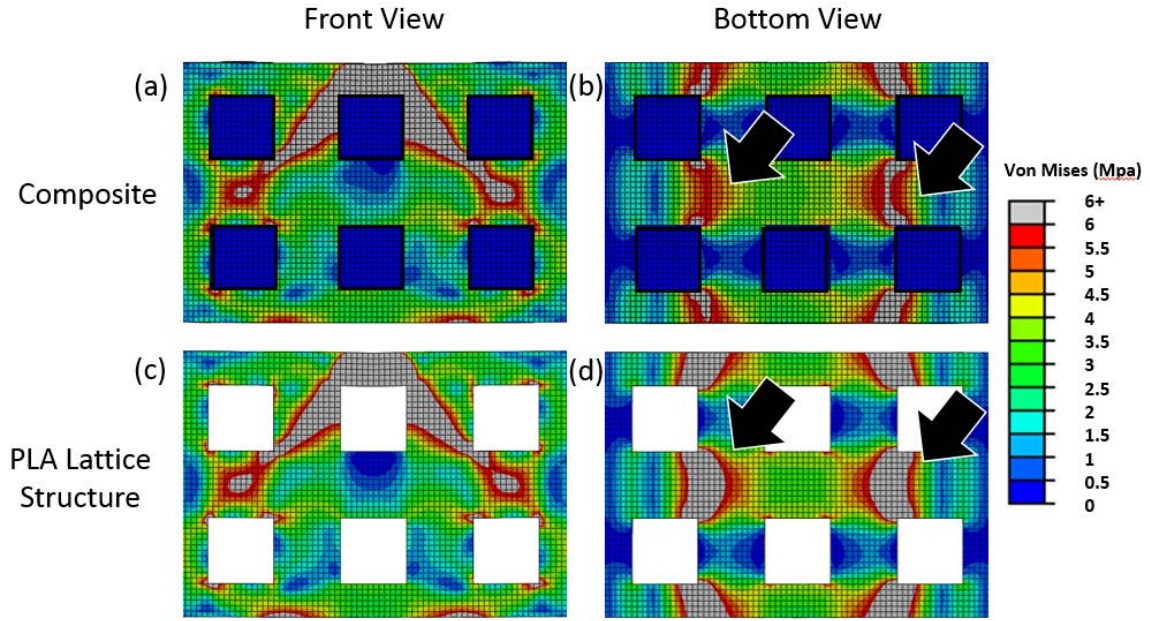 Front View
Bottom View
(a)
(b)
Composite
Von Mises (Mpa)
6+
6
5.5
5
4.5
4
3.5
3
2.5
2
1.5
1
0.5
0
(c)
(d)
PLA Lattice
Structure